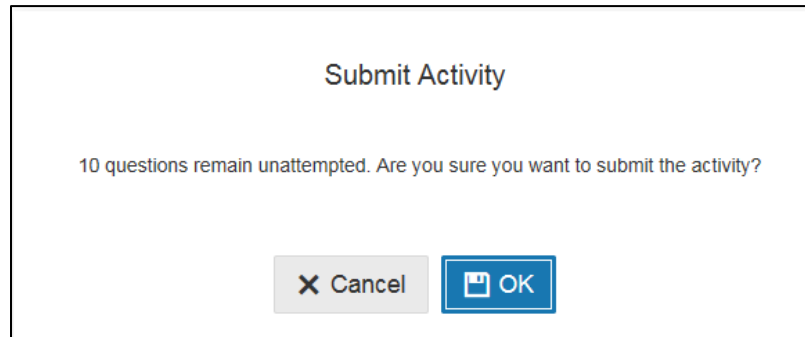 Submit Activity
10 questions remain unattempted. Are you sure you want to submit the activity?
Cancel OK